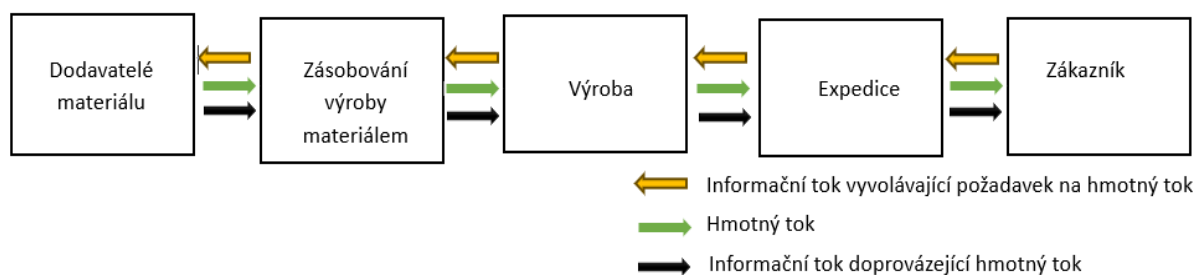 Dodavatelé
materiálu
Zásobování
výroby
materiálem
Výroba
Expedice
Zákazník
Informační tok vyvolávající požadavek na hmotný tok
Hmotný tok
Informační tok doprovázející hmotný tok